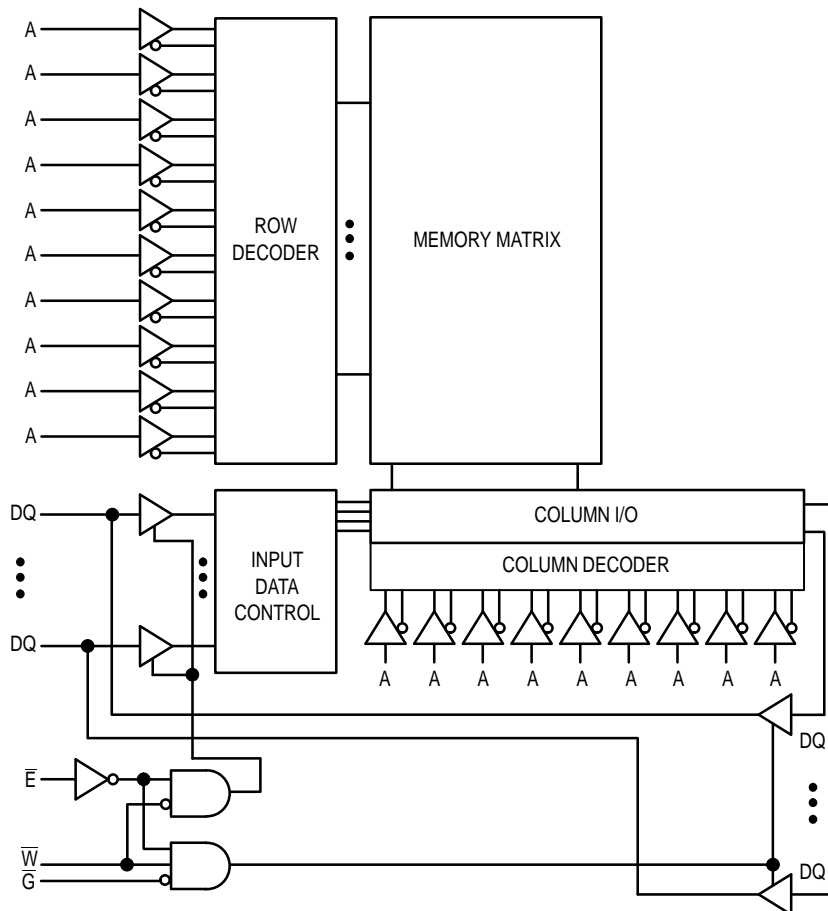 A
A
A
A
A
A
A
A
A
A
ROW
DECODER
MEMORY MATRIX
DQ
DQ
INPUT
DATA
CONTROL
COLUMN I/O
COLUMN DECODER
A A A A A A A A A
DQ
DQ
E̅
W̅
G̅